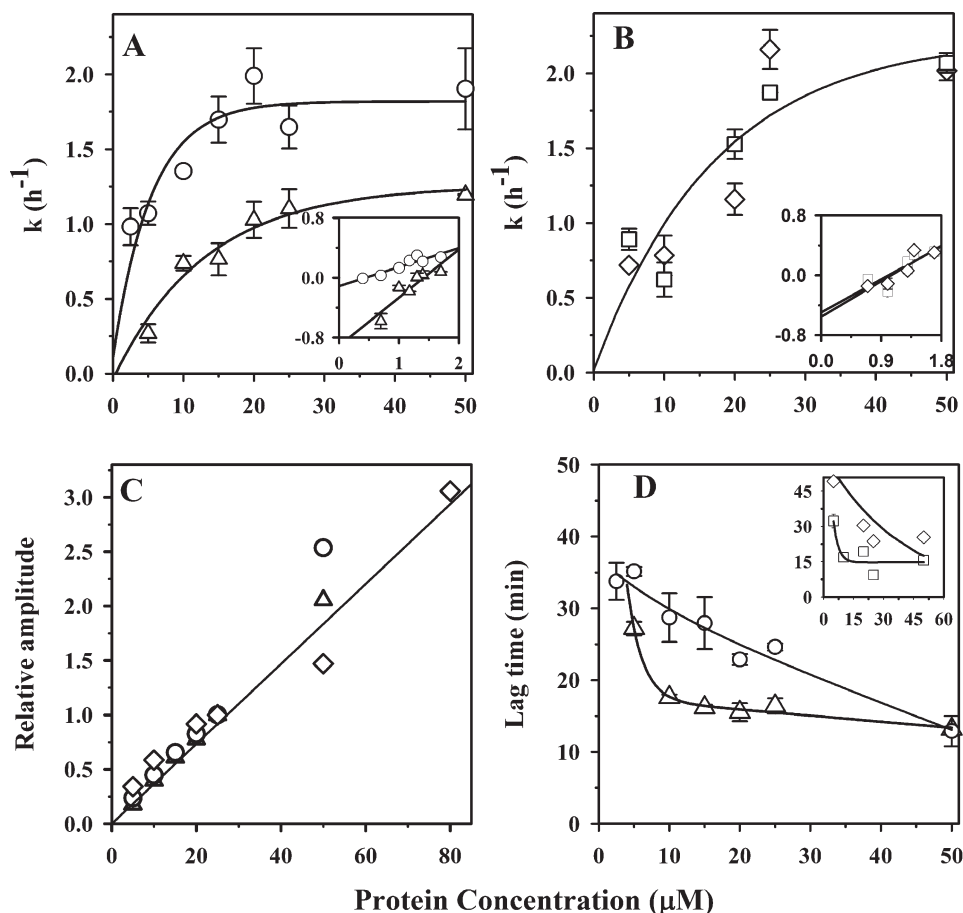 A
k (h-1)
2.0
1.5
1.0
0.5
0.0
0 10 20 30 40 50
0.8
0.0
-0.8
0 1 2
B
k (h-1)
2.0
1.5
1.0
0.5
0.0
0 10 20 30 40 50
0.8
0.0
-0.8
0.0 0.9 1.8
C
Relative amplitude
3.0
2.5
2.0
1.5
1.0
0.5
0.0
0 20 40 60 80
D
Lag time (min)
50
40
30
20
10
0
0 10 20 30 40 50
45
30
15
0
0 15 30 45 60
Protein Concentration (μM)